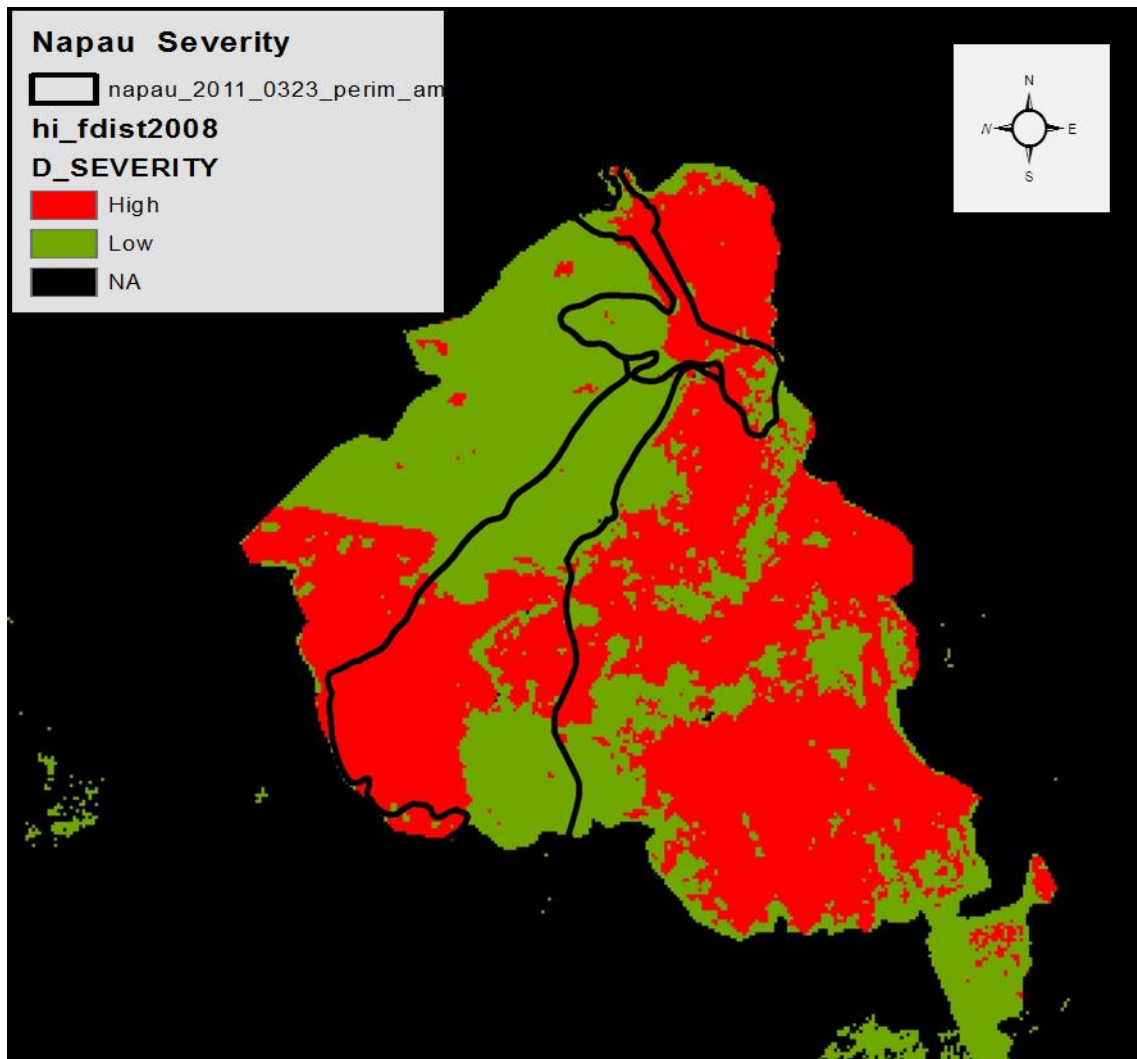 Napau Severity
napau_2011_0323_perim_am
hi_fdist2008
D_SEVERITY
High
Low
NA
N
N E
S